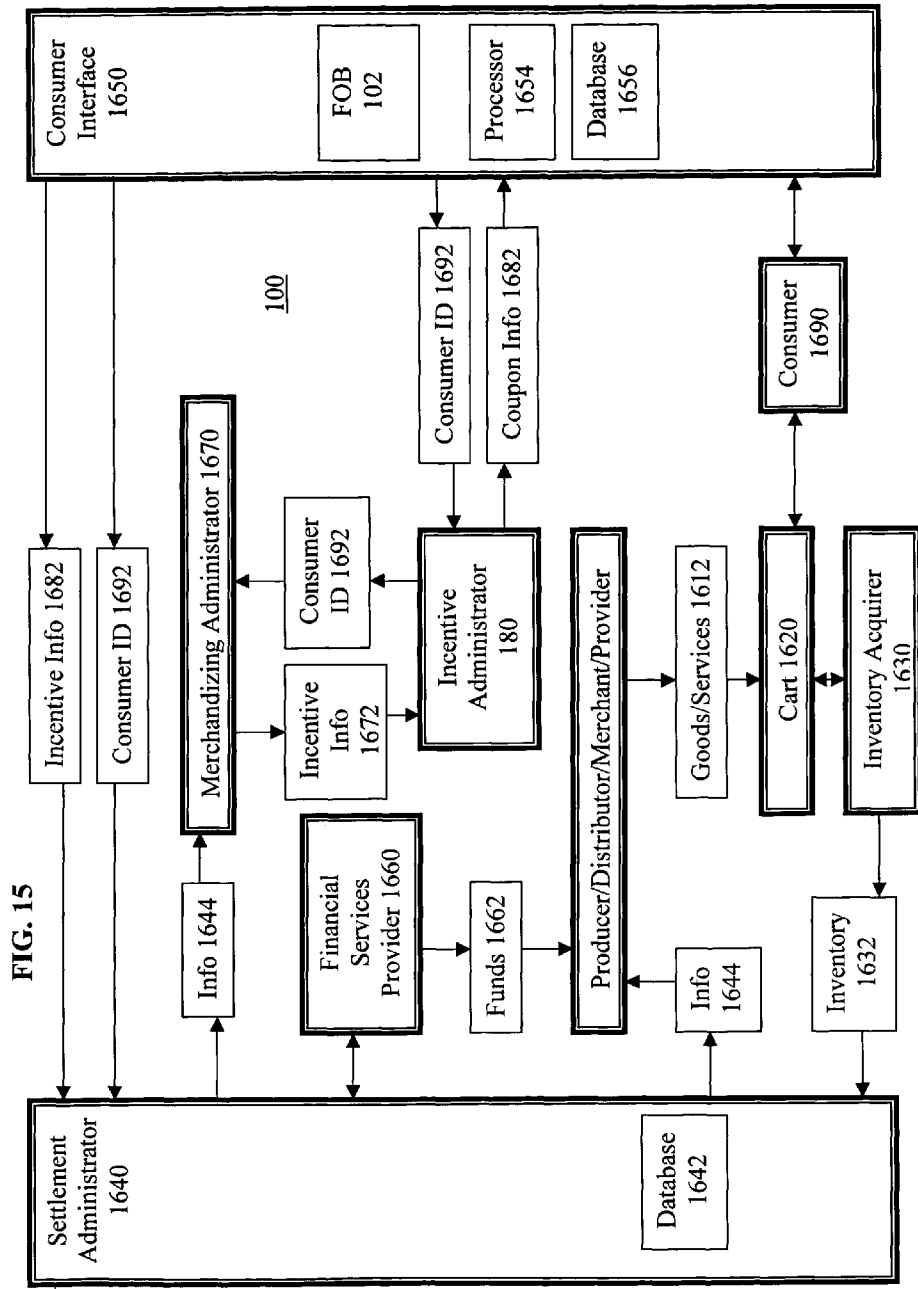 FIG. 15
Settlement
Administrator
1640
Database
1642
Incentive Info 1682
Consumer ID 1692
Info 1644
Merchandizing Administrator 1670
Financial
Services
Provider 1660
Funds 1662
Incentive
Info
1672
Consumer
ID 1692
Incentive
Administrator
180
Consumer ID 1692
Coupon Info 1682
100
Producer/Distributor/Merchant/Provider
Info
1644
Goods/Services 1612
Cart 1620
Inventory Acquirer
1630
Inventory
1632
Consumer
1690
Consumer
Interface
1650
FOB
102
Processor
1654
Database
1656